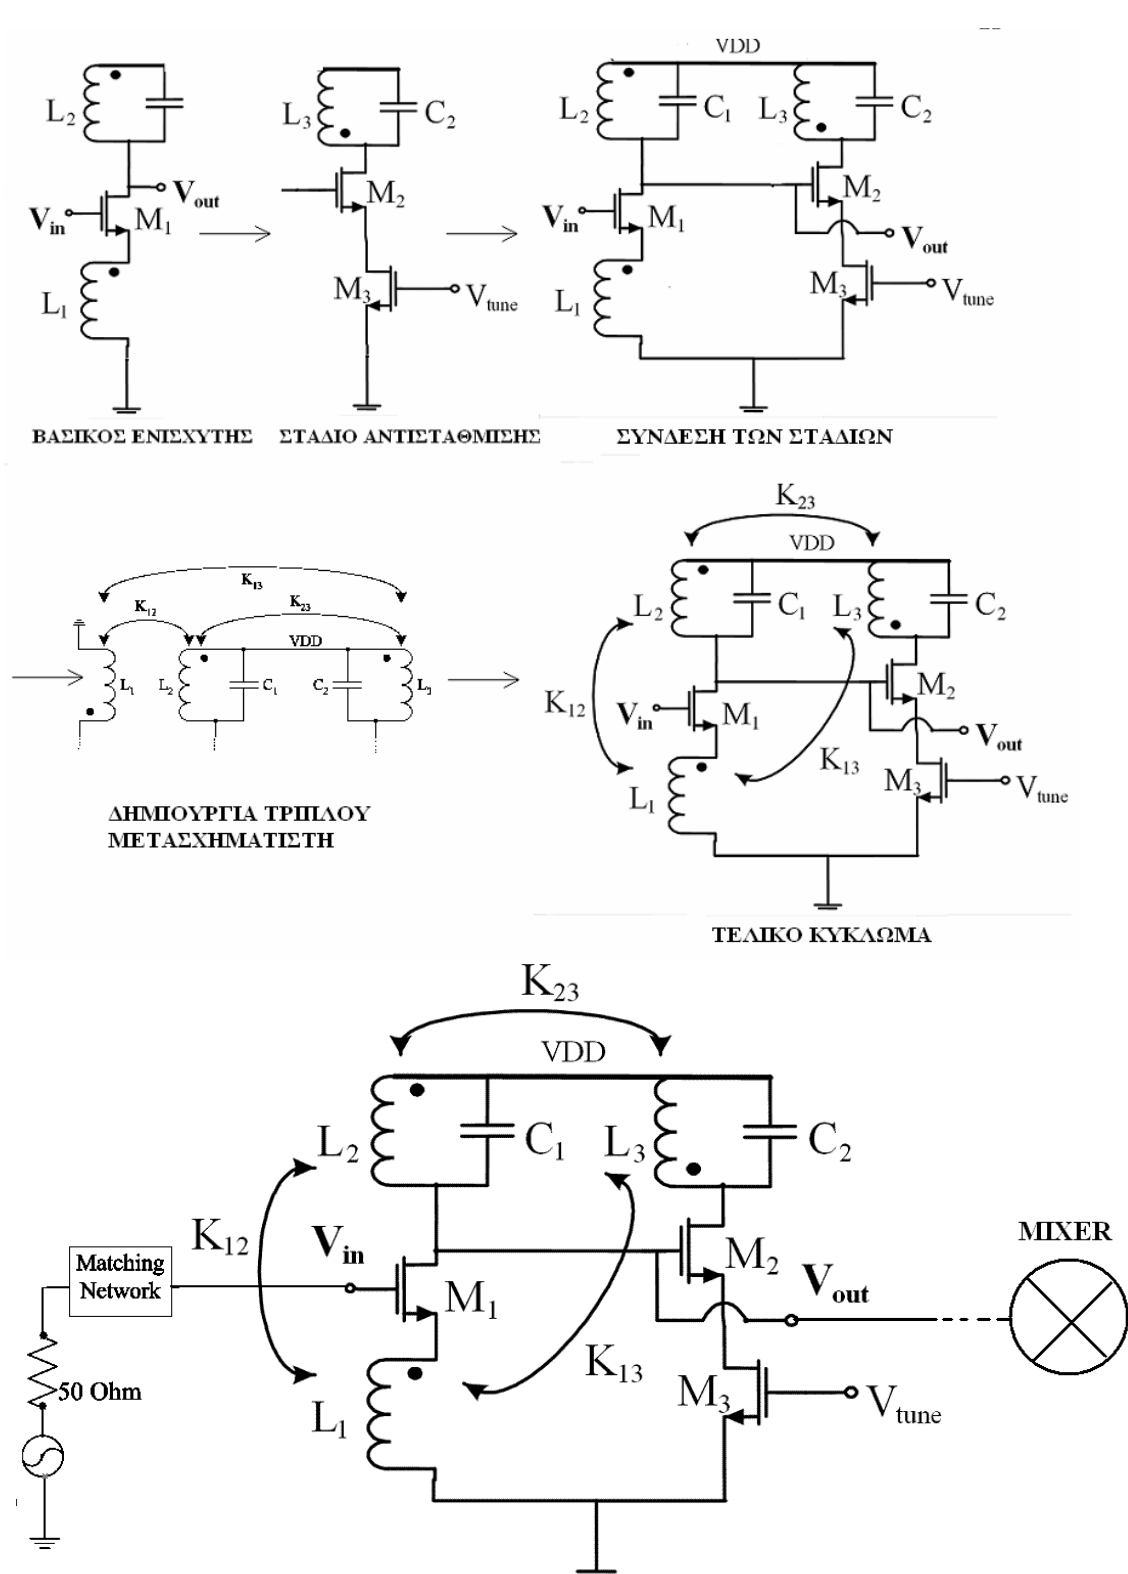 VDD
L2
Vout
Vin
M1
L1
L3
C2
M2
M3
Vtune
L2
C1
L3
C2
M2
Vin
M1
Vout
M3
Vtune
L1
ΒΑΣΙΚΟΣ ΕΝΙΣΧΥΤΗΣ
ΣΤΑΔΙΟ ΑΝΤΙΣΤΑΘΜΙΣΗΣ
ΣΥΝΔΕΣΗ ΤΩΝ ΣΤΑΔΙΩΝ
K13
K12
K23
VDD
L1
L2
C1
C2
L3
ΔΗΜΙΟΥΡΓΙΑ ΤΡΙΠΛΟΥ
ΜΕΤΑΣΧΗΜΑΤΙΣΤΗ
K23
VDD
L2
C1
L3
C2
K12
M2
Vin
M1
Vout
K13
M3
Vtune
L1
ΤΕΛΙΚΟ ΚΥΚΛΩΜΑ
K23
VDD
L2
C1
L3
C2
K12
Vin
MIXER
Matching
Network
M2
Vout
M1
K13
50 Ohm
M3
Vtune
L1